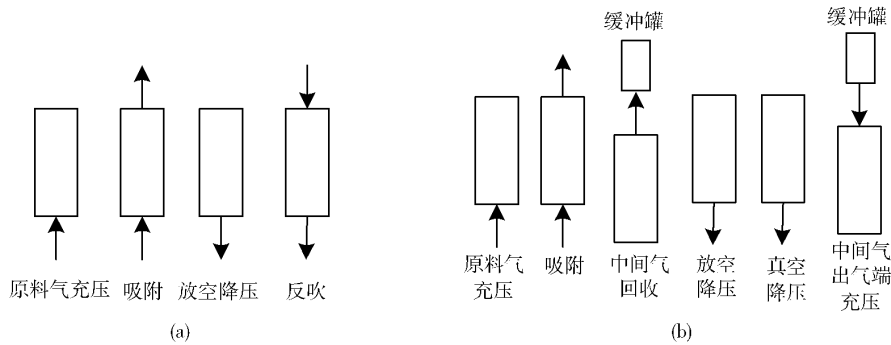 缓冲罐
缓冲罐
原料气充压
吸附
放空降压
反吹
(a)
原料气
充压
吸附
中间气
回收
放空
降压
真空
降压
中间气
出气端
充压
(b)